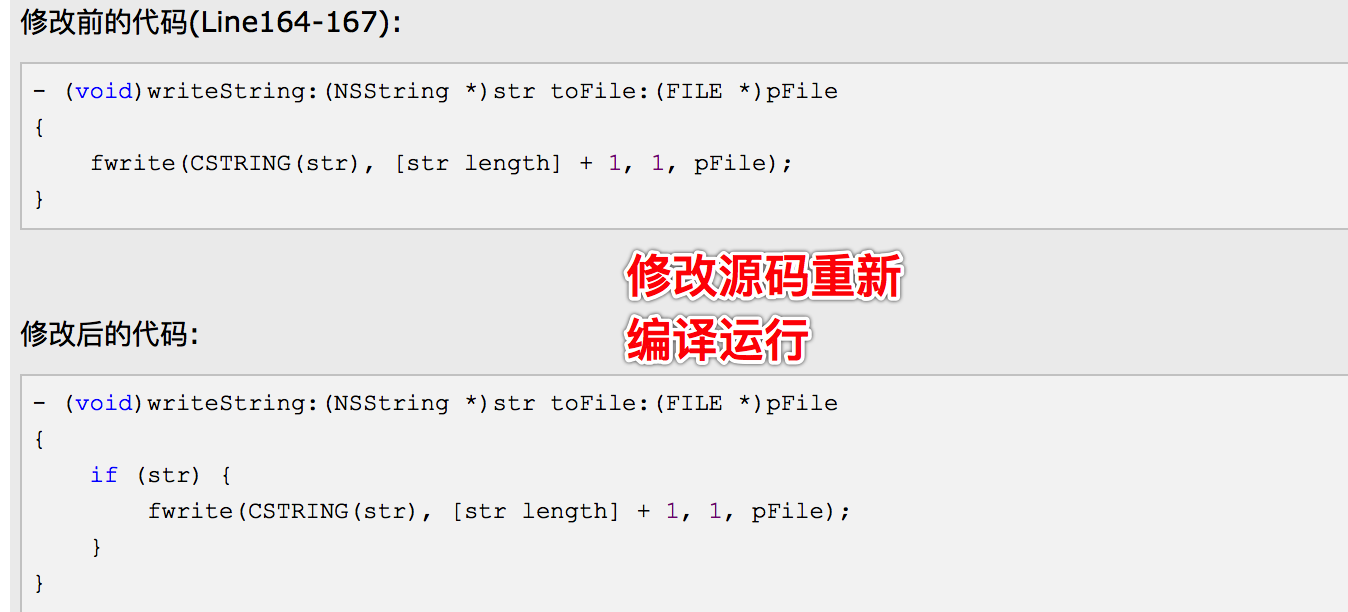 修改前的代码(Line164-167):
- (void)writeString:(NSString *)str toFile:(FILE *)pFile
{
    fwrite(CSTRING(str), [str length] + 1, 1, pFile);
}
修改源码重新
编译运行
修改后的代码:
- (void)writeString:(NSString *)str toFile:(FILE *)pFile
{
    if (str) {
        fwrite(CSTRING(str), [str length] + 1, 1, pFile);
    }
}